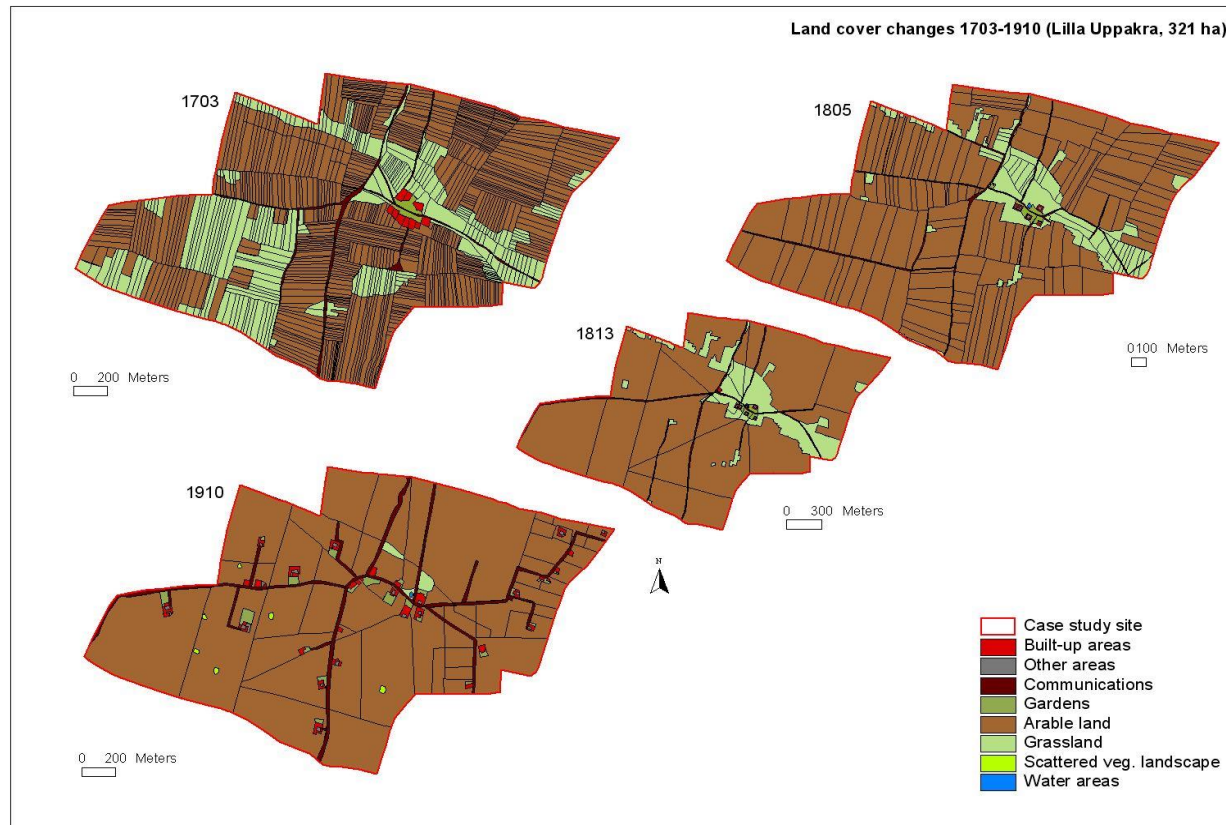 Land cover changes 1703-1910 (Lilla Uppakra, 321 ha)
1703
1805
0 200 Meters
0100 Meters
1813
0 300 Meters
1910
N
0 200 Meters
Case study site
Built-up areas
Other areas
Communications
Gardens
Arable land
Grassland
Scattered veg. landscape
Water areas